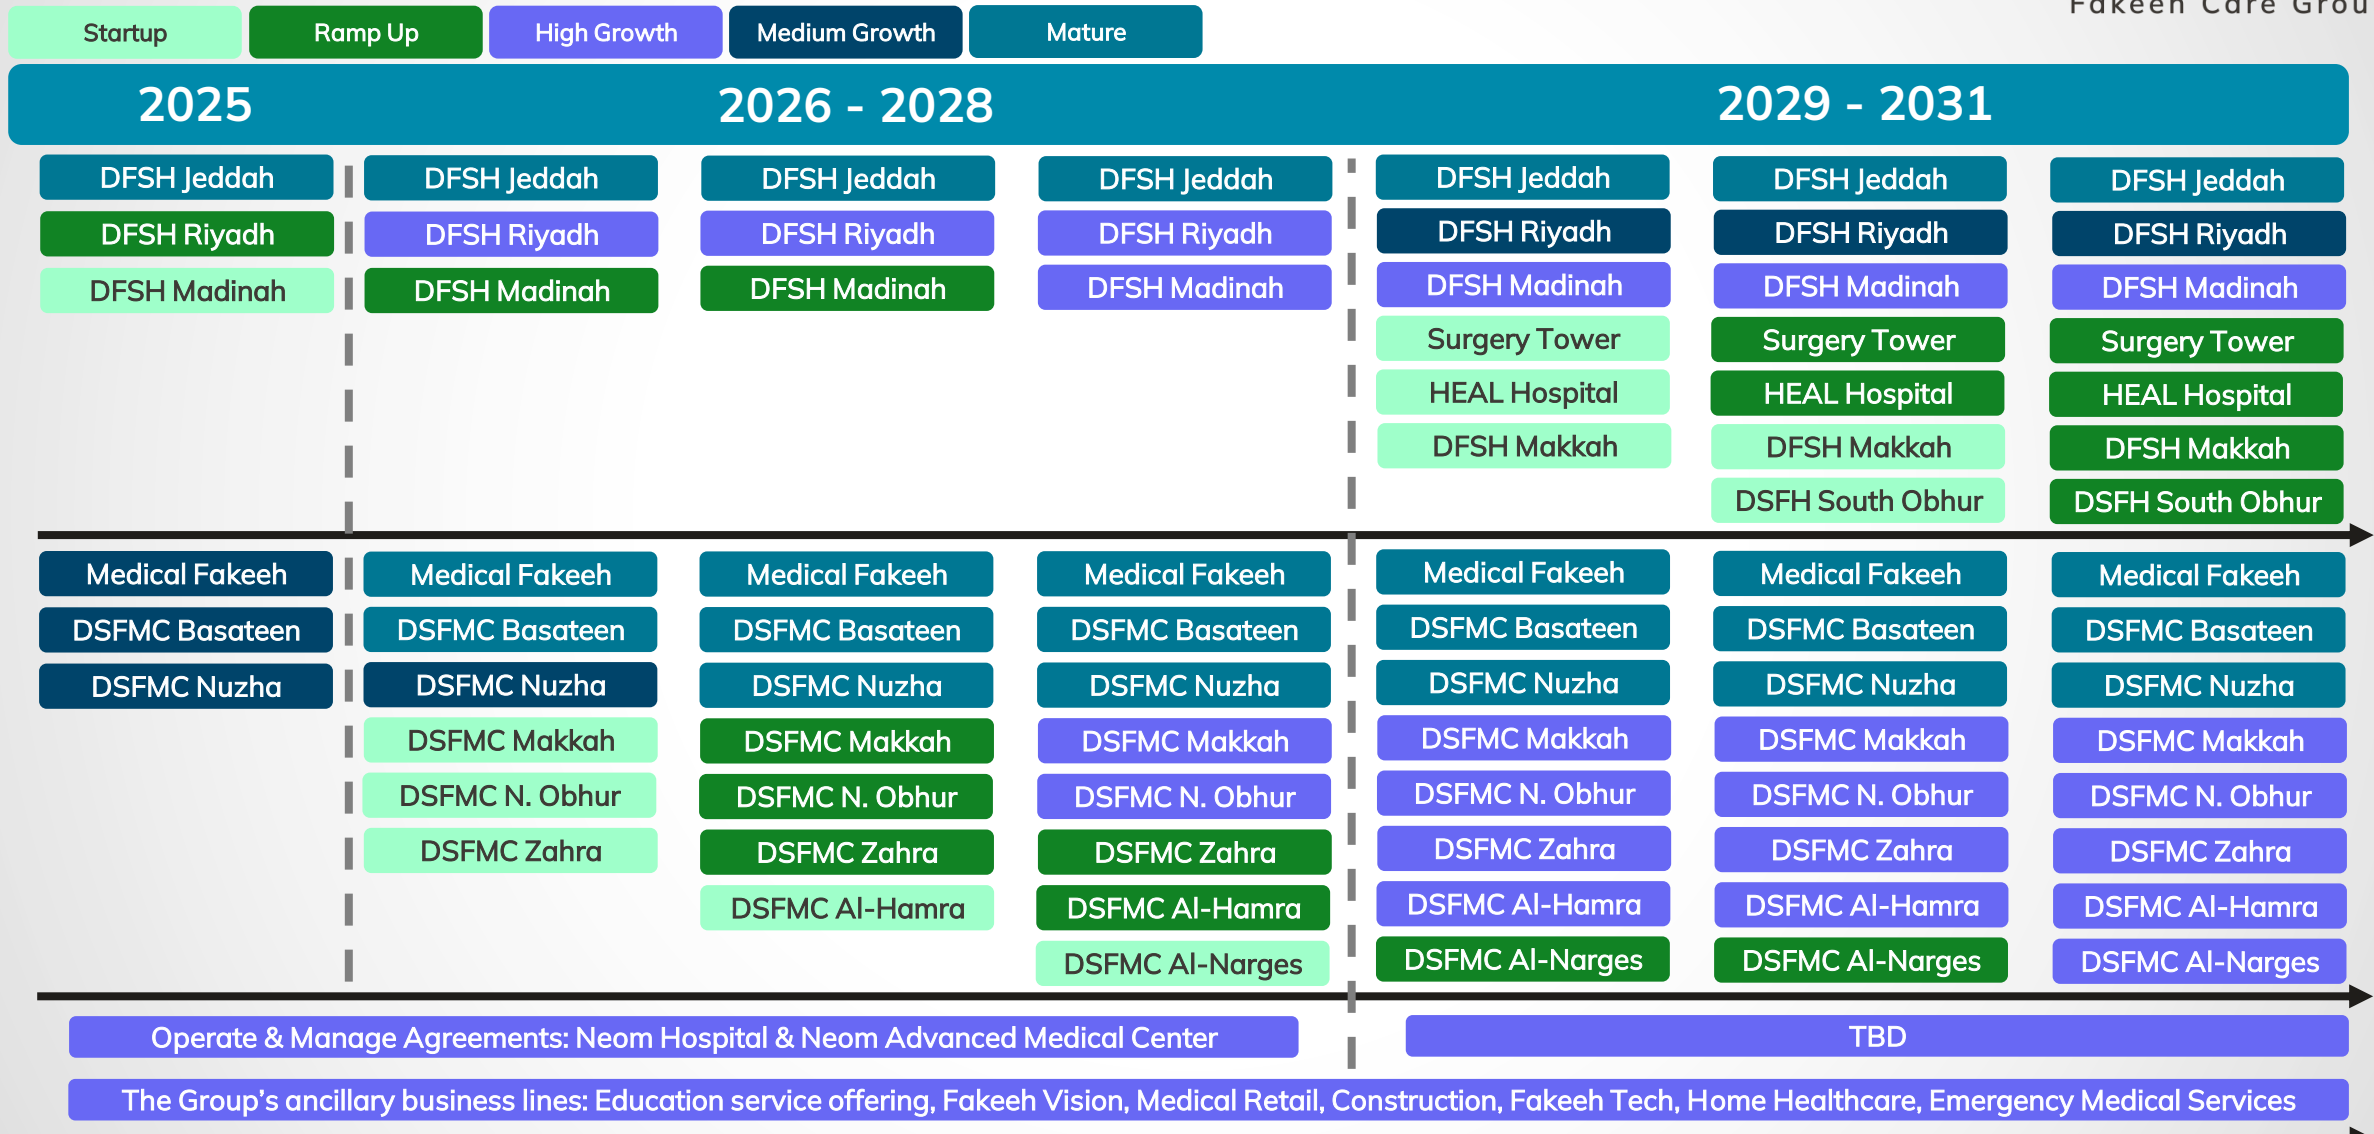 Fakeeh Care Grou
Startup Ramp Up High Growth Medium Growth Mature
2025 2026 - 2028 2029 - 2031
DFSH Jeddah DFSH Jeddah DFSH Jeddah DFSH Jeddah DFSH Jeddah DFSH Jeddah DFSH Jeddah
DFSH Riyadh DFSH Riyadh DFSH Riyadh DFSH Riyadh DFSH Riyadh DFSH Riyadh DFSH Riyadh
DFSH Madinah DFSH Madinah DFSH Madinah DFSH Madinah DFSH Madinah DFSH Madinah DFSH Madinah
Surgery Tower Surgery Tower Surgery Tower
HEAL Hospital HEAL Hospital HEAL Hospital
DFSH Makkah DFSH Makkah DFSH Makkah
DSFH South Obhur DSFH South Obhur
Medical Fakeeh Medical Fakeeh Medical Fakeeh Medical Fakeeh Medical Fakeeh Medical Fakeeh Medical Fakeeh
DSFMC Basateen DSFMC Basateen DSFMC Basateen DSFMC Basateen DSFMC Basateen DSFMC Basateen DSFMC Basateen
DSFMC Nuzha DSFMC Nuzha DSFMC Nuzha DSFMC Nuzha DSFMC Nuzha DSFMC Nuzha DSFMC Nuzha
DSFMC Makkah DSFMC Makkah DSFMC Makkah DSFMC Makkah DSFMC Makkah DSFMC Makkah
DSFMC N. Obhur DSFMC N. Obhur DSFMC N. Obhur DSFMC N. Obhur DSFMC N. Obhur DSFMC N. Obhur
DSFMC Zahra DSFMC Zahra DSFMC Zahra DSFMC Zahra DSFMC Zahra DSFMC Zahra
DSFMC Al-Hamra DSFMC Al-Hamra DSFMC Al-Hamra DSFMC Al-Hamra DSFMC Al-Hamra
DSFMC Al-Narges DSFMC Al-Narges DSFMC Al-Narges DSFMC Al-Narges
Operate & Manage Agreements: Neom Hospital & Neom Advanced Medical Center TBD
The Group’s ancillary business lines: Education service offering, Fakeeh Vision, Medical Retail, Construction, Fakeeh Tech, Home Healthcare, Emergency Medical Services